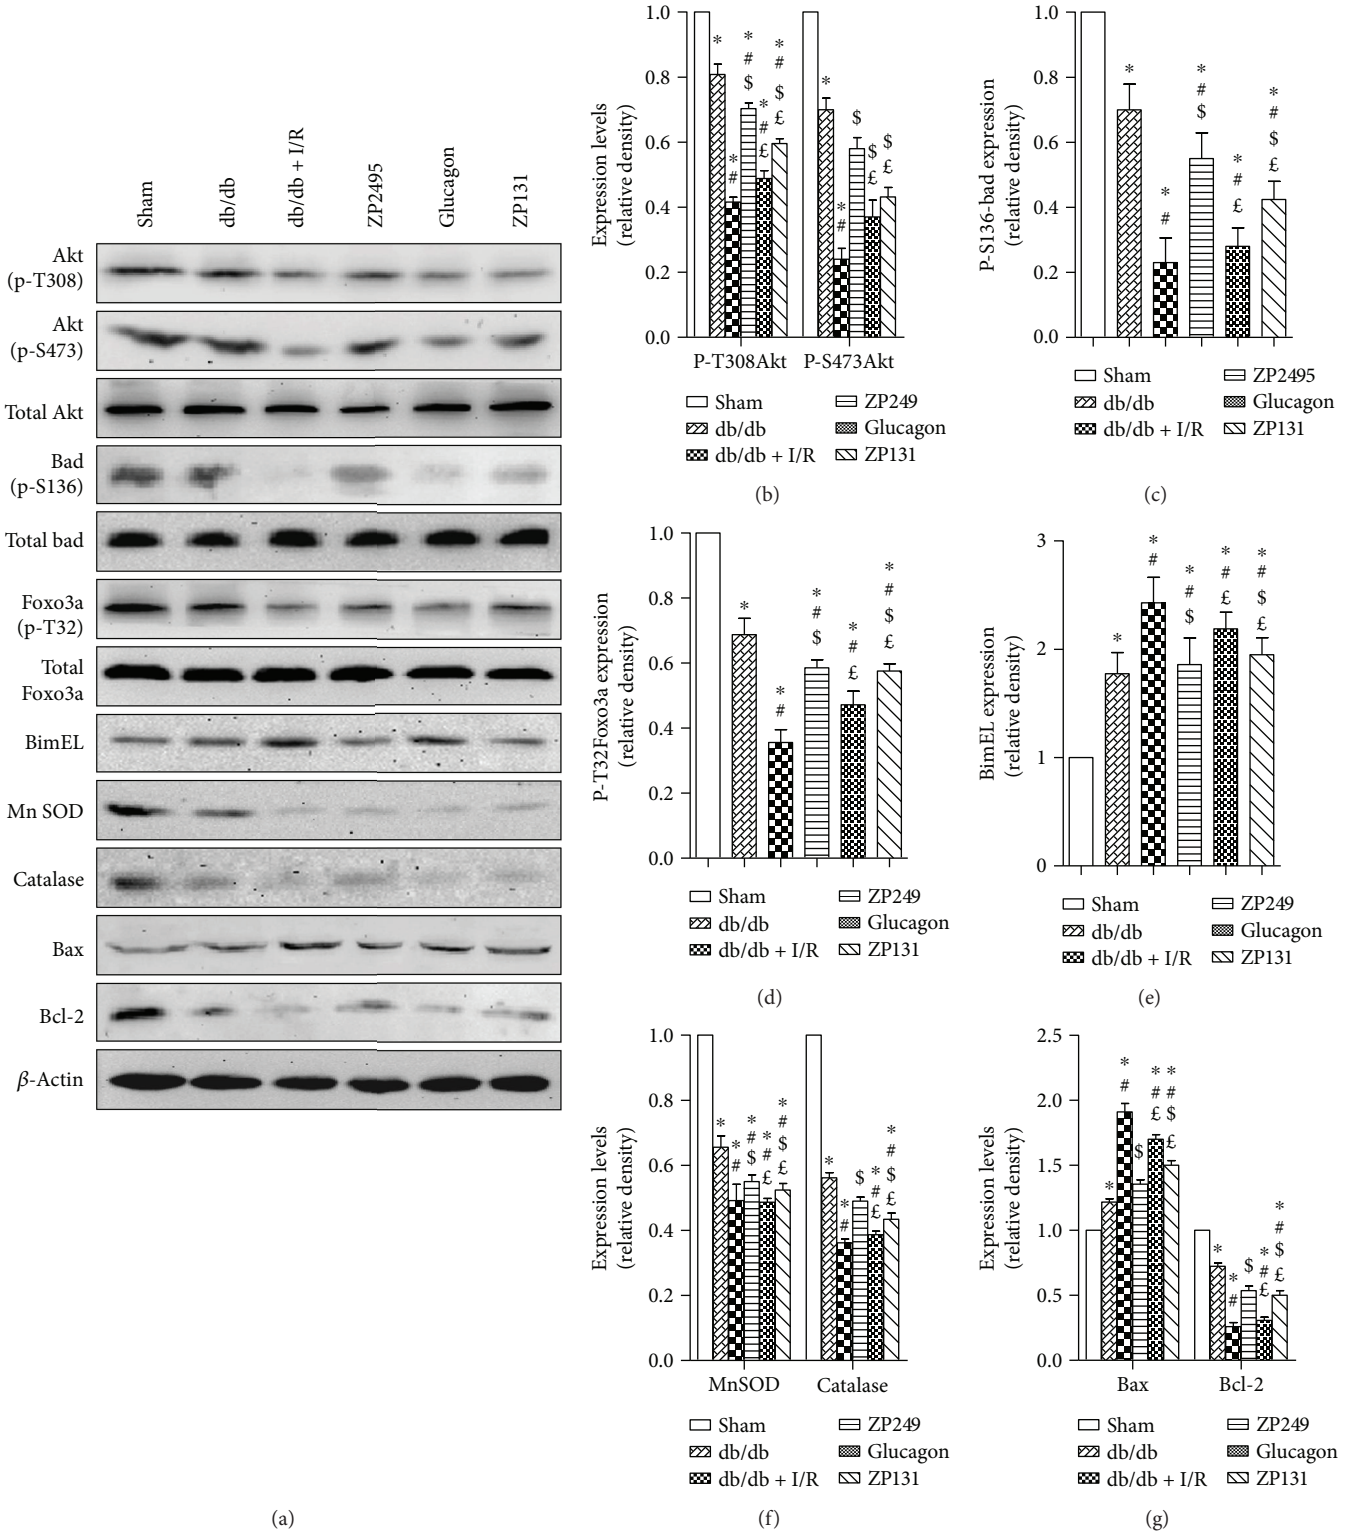 Sham
db/db
db/db + I/R
ZP2495
Glucagon
ZP131
Akt
(p-T308)
Akt
(p-S473)
Total Akt
Bad
(p-S136)
Total bad
Foxo3a
(p-T32)
Total
Foxo3a
BimEL
Mn SOD
Catalase
Bax
Bcl-2
β-Actin
(a)
Expression levels
(relative density)
1.0
0.8
0.6
0.4
0.2
0.0
* * # $ * # £ * # $ £ * #
* $ $ £ $ £ * #
P-T308Akt P-S473Akt
Sham ZP249
db/db Glucagon
db/db + I/R ZP131
(b)
P-S136-bad expression
(relative density)
1.0
0.8
0.6
0.4
0.2
0.0
* * # * # $ * # £ * # $ £
Sham ZP2495
db/db Glucagon
db/db + I/R ZP131
(c)
P-T32Foxo3a expression
(relative density)
1.0
0.8
0.6
0.4
0.2
0.0
* * # * # $ * # £ * # $ £
Sham ZP249
db/db Glucagon
db/db + I/R ZP131
(d)
BimEL expression
(relative density)
3
2
1
0
* * # * # $ * # £ * # $ £
Sham ZP249
db/db Glucagon
db/db + I/R ZP131
(e)
Expression levels
(relative density)
1.0
0.8
0.6
0.4
0.2
0.0
* * # * # $ * # £ * # $ £
* * # $ * # £ * # $ £
MnSOD Catalase
Sham ZP249
db/db Glucagon
db/db + I/R ZP131
(f)
Expression levels
(relative density)
2.5
2.0
1.5
1.0
0.5
0.0
* * # $ * # £ * # $ £
* * # $ * # £ * # $ £
Bax Bcl-2
Sham ZP249
db/db Glucagon
db/db + I/R ZP131
(g)